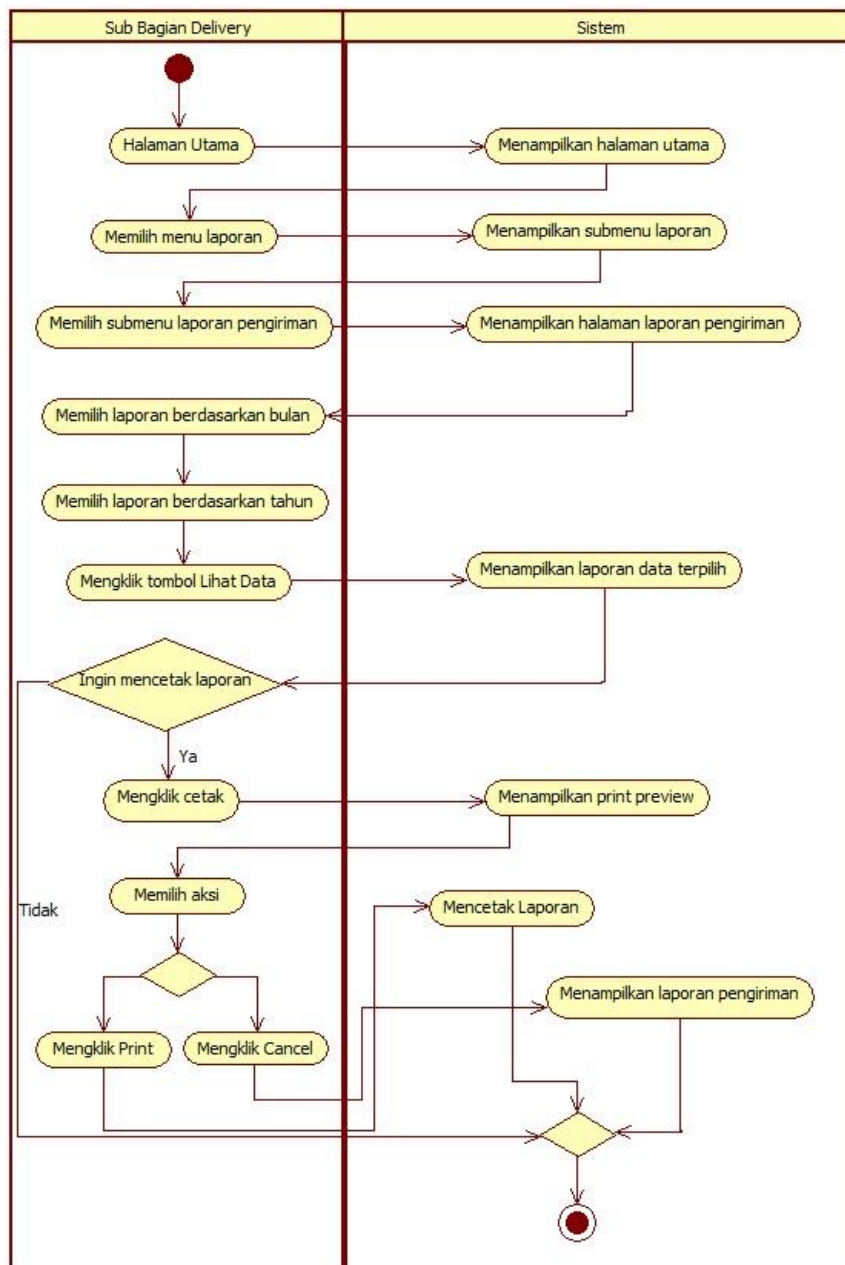 Sub Bagian Delivery
Sistem
Halaman Utama
Menampilkan halaman utama
Memilih menu laporan
Menampilkan submenu laporan
Memilih submenu laporan pengiriman
Menampilkan halaman laporan pengiriman
Memilih laporan berdasarkan bulan
Memilih laporan berdasarkan tahun
Mengklik tombol Lihat Data
Menampilkan laporan data terpilih
Ingin mencetak laporan
Ya
Mengklik cetak
Menampilkan print preview
Memilih aksi
Tidak
Mencetak Laporan
Menampilkan laporan pengiriman
Mengklik Print
Mengklik Cancel